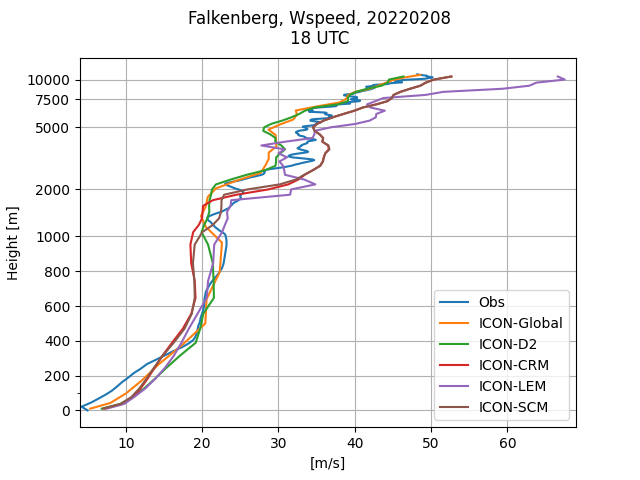 Falkenberg, Wspeed, 20220208
18 UTC
10000
7500
5000
2000
1000
800
600
400
200
0
Height [m]
10 20 30 40 50 60
[m/s]
Obs
ICON-Global
ICON-D2
ICON-CRM
ICON-LEM
ICON-SCM